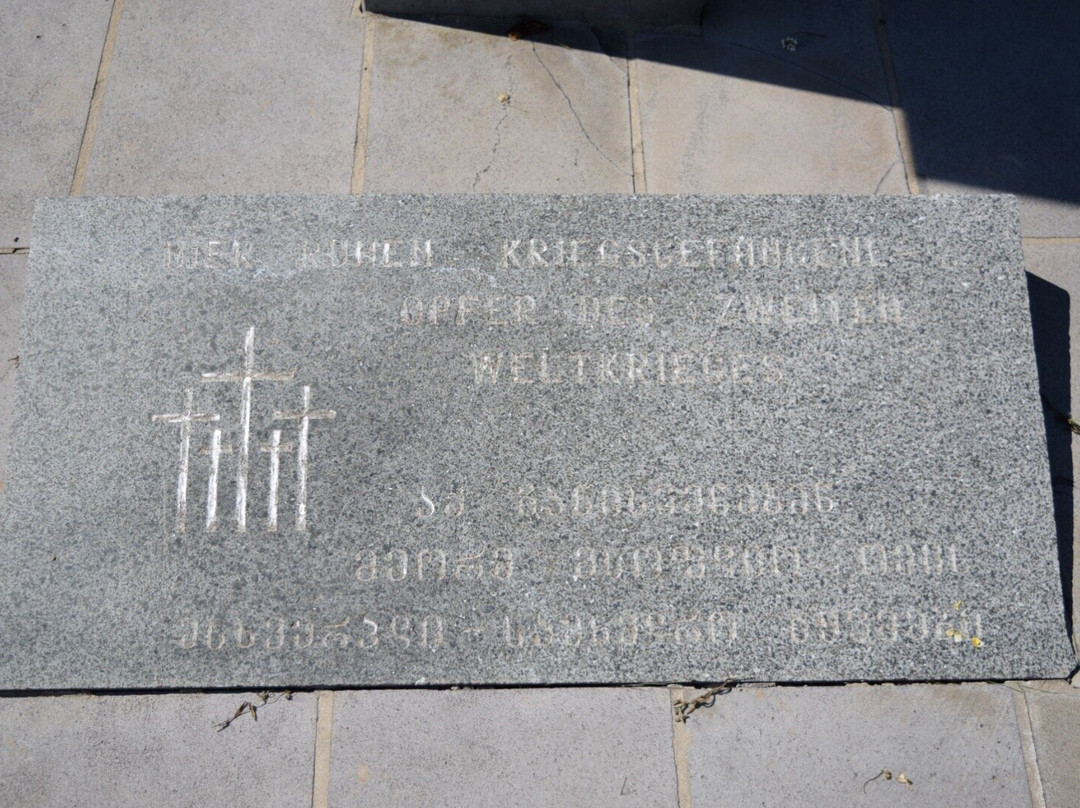 HIER RUHEN KRIEGSGEFANGENE -
OPFER DES ZWEITEN
WELTKRIEGES
აქ განისვენებენ
მეორე მსოფლიო ომის
მსხვერპლი - სამხედრო ტყვეები